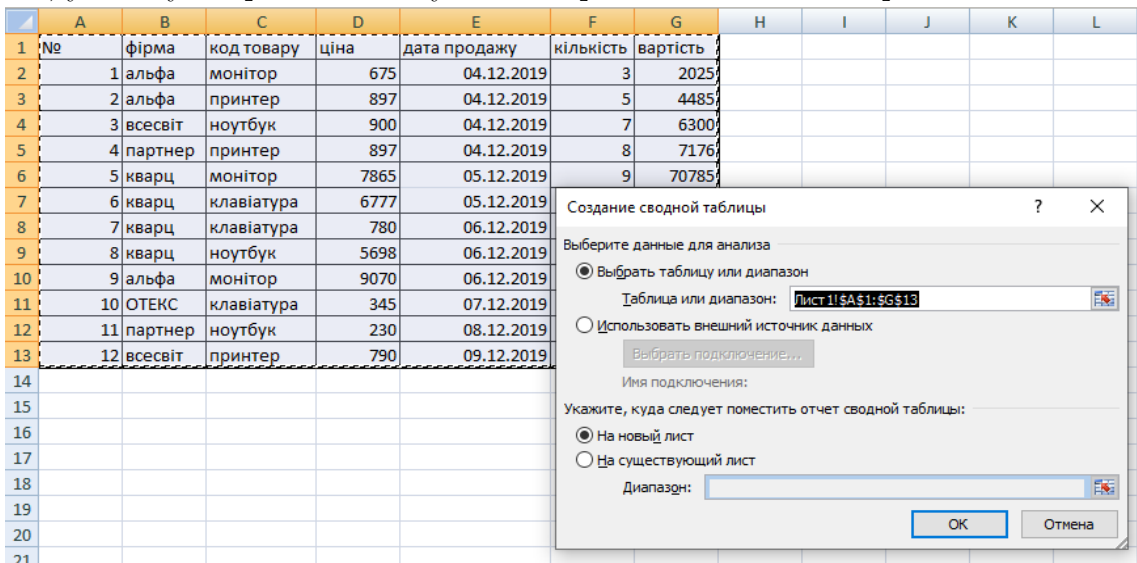 A B C D E F G H I J K L
1 № фірма код товару ціна дата продажу кількість вартість
2 1 альфа монітор 675 04.12.2019 3 2025
3 2 альфа принтер 897 04.12.2019 5 4485
4 3 всесвіт ноутбук 900 04.12.2019 7 6300
5 4 партнер принтер 897 04.12.2019 8 7176
6 5 кварц монітор 7865 05.12.2019 9 70785
7 6 кварц клавіатура 6777 05.12.2019
8 7 кварц клавіатура 780 06.12.2019
9 8 кварц ноутбук 5698 06.12.2019
10 9 альфа монітор 9070 06.12.2019
11 10 ОТЕКС клавіатура 345 07.12.2019
12 11 партнер ноутбук 230 08.12.2019
13 12 всесвіт принтер 790 09.12.2019
14
15
16
17
18
19
20
21
Создание сводной таблицы ? ×
Выберите данные для анализа
Выбрать таблицу или диапазон
Таблица или диапазон: Лист1!$A$1:$G$13
Использовать внешний источник данных
Выбрать подключение...
Имя подключения:
Укажите, куда следует поместить отчет сводной таблицы:
На новый лист
На существующий лист
Диапазон:
ОК Отмена